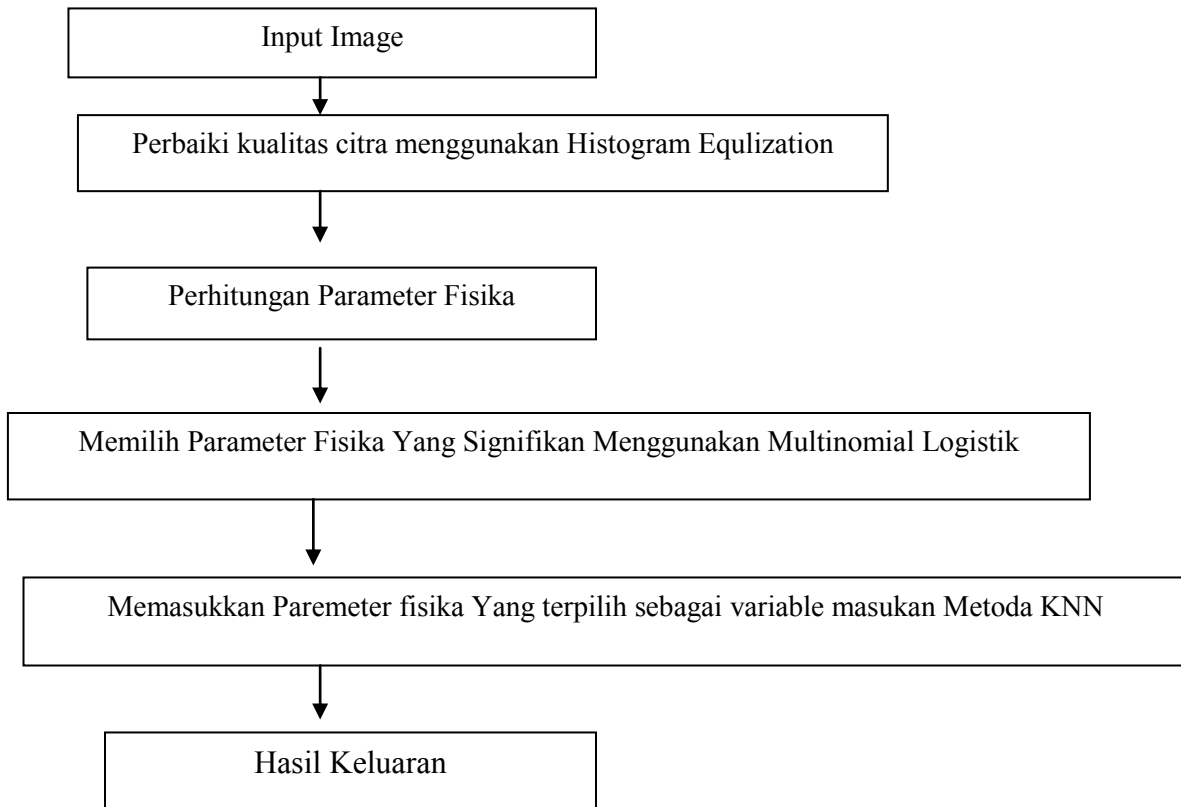 Input Image
Perbaiki kualitas citra menggunakan Histogram Equlization
Perhitungan Parameter Fisika
Memilih Parameter Fisika Yang Signifikan Menggunakan Multinomial Logistik
Memasukkan Paremeter fisika Yang terpilih sebagai variable masukan Metoda KNN
Hasil Keluaran